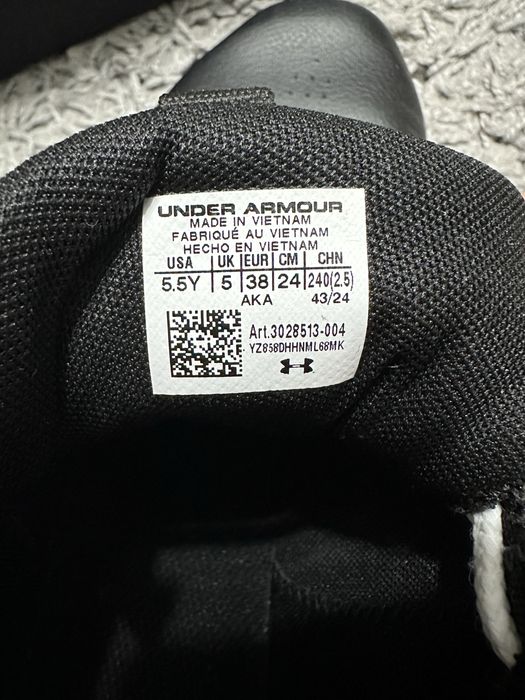 UNDER ARMOUR
MADE IN VIETNAM
FABRIQUÉ AU VIETNAM
HECHO EN VIETNAM
USA UK EUR CM CHN
5.5Y 5 38 24 240(2.5)
AKA 43/24
Art.3028513-004
YZ858DHHNML68MK